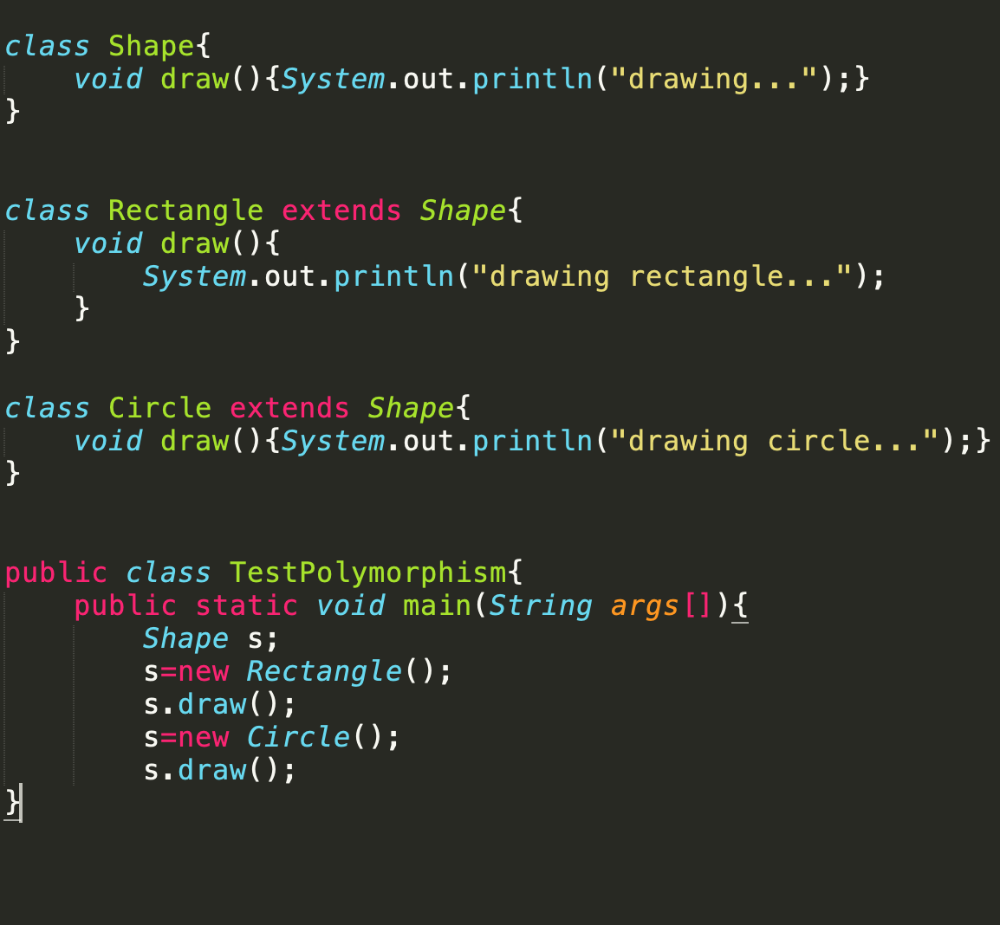 class Shape{
    void draw(){System.out.println("drawing...");}
}
class Rectangle extends Shape{
    void draw(){
        System.out.println("drawing rectangle...");
    }
}
class Circle extends Shape{
    void draw(){System.out.println("drawing circle...");}
}
public class TestPolymorphism{
    public static void main(String args[]){
        Shape s;
        s=new Rectangle();
        s.draw();
        s=new Circle();
        s.draw();
}